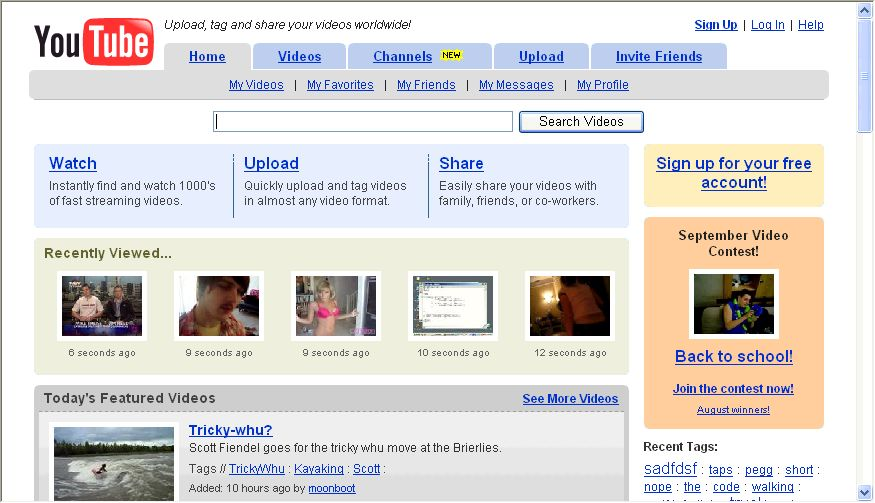 YouTube
Upload, tag and share your videos worldwide!
Sign Up | Log In | Help
Home
Videos
Channels NEW
Upload
Invite Friends
My Videos | My Favorites | My Friends | My Messages | My Profile
Search Videos
Watch
Instantly find and watch 1000's
of fast streaming videos.
Upload
Quickly upload and tag videos
in almost any video format.
Share
Easily share your videos with
family, friends, or co-workers.
Sign up for your free
account!
Recently Viewed...
6 seconds ago
9 seconds ago
9 seconds ago
10 seconds ago
12 seconds ago
September Video
Contest!
Back to school!
Join the contest now!
August winners!
Today's Featured Videos
See More Videos
Tricky-whu?
Scott Fiendel goes for the tricky whu move at the Brierlies.
Tags // TrickyWhu : Kayaking : Scott :
Added: 10 hours ago by moonboot
Recent Tags:
sadfdsf : taps : pegg : short :
nope : the : code : walking :